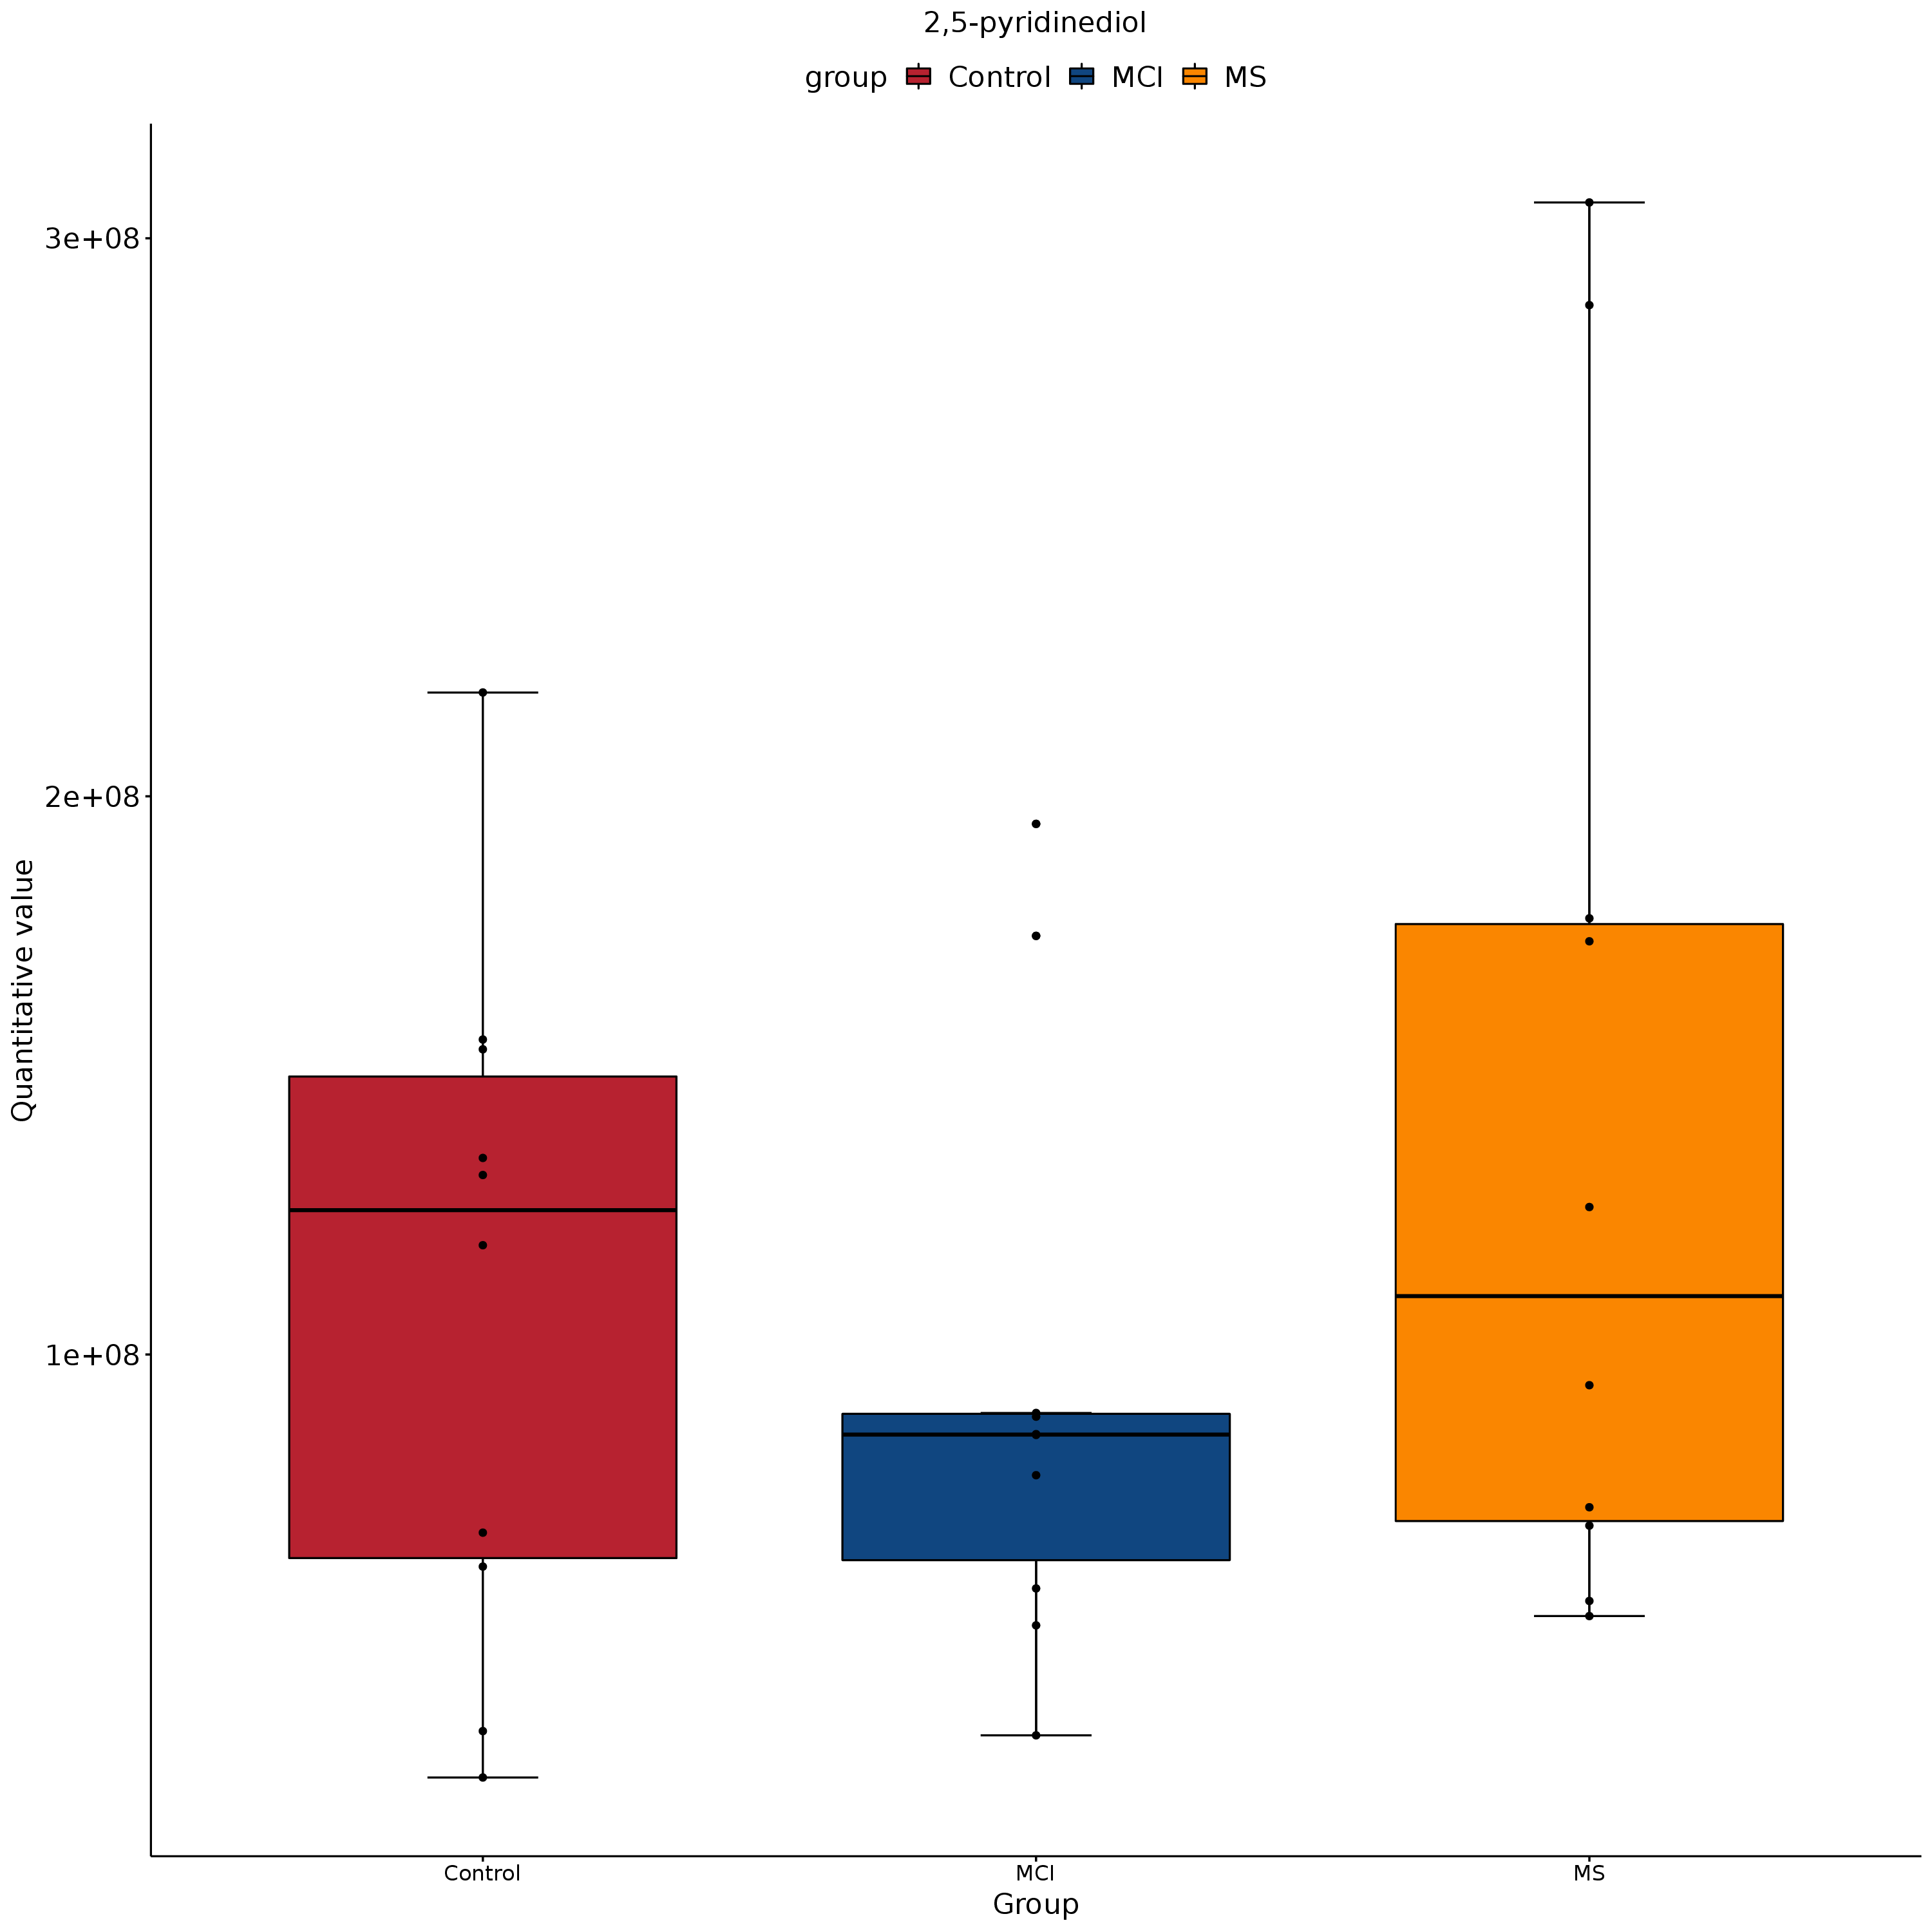 2,5-pyridinediol
group Control MCI MS
3e+08
2e+08
1e+08
Quantitative value
Control MCI MS
Group